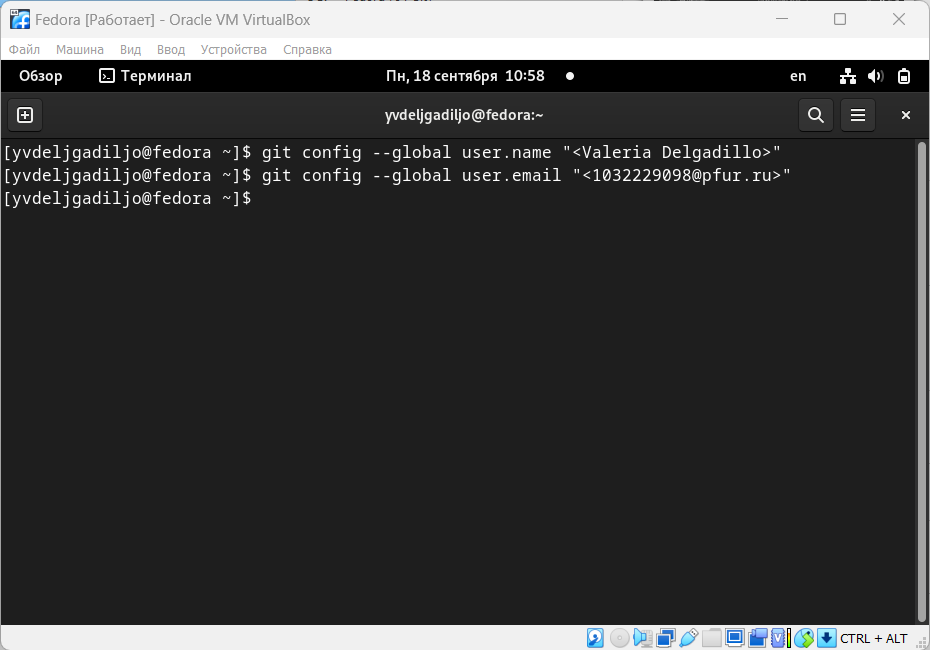 Fedora [Работает] - Oracle VM VirtualBox
Файл Машина Вид Ввод Устройства Справка
Обзор Терминал Пн, 18 сентября 10:58 en
yvdeljgadiljo@fedora:~
[yvdeljgadiljo@fedora ~]$ git config --global user.name "<Valeria Delgadillo>"
[yvdeljgadiljo@fedora ~]$ git config --global user.email "<1032229098@pfur.ru>"
[yvdeljgadiljo@fedora ~]$
CTRL + ALT